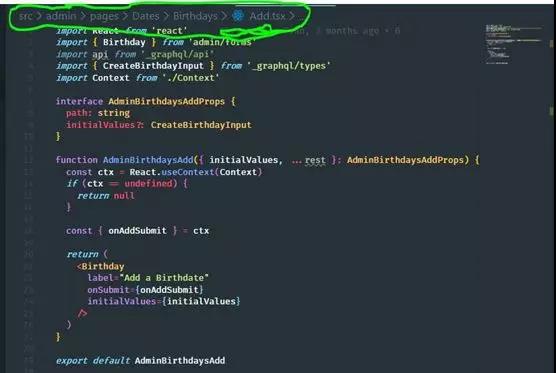 src > admin > pages > Dates > Birthdays > Add.tsx > ...
import React from 'react'
months ago • 6
import { Birthday } from 'admin/forms'
import api from '_graphql/api'
import { CreateBirthdayInput } from '_graphql/types'
import Context from './Context'
interface AdminBirthdaysAddProps {
path: string
initialValues?: CreateBirthdayInput
}
function AdminBirthdaysAdd({ initialValues, ...rest }: AdminBirthdaysAddProps) {
const ctx = React.useContext(Context)
if (ctx == undefined) {
return null
}
const { onAddSubmit } = ctx
return (
<Birthday
label="Add a Birthdate"
onSubmit={onAddSubmit}
initialValues={initialValues}
/>
)
}
export default AdminBirthdaysAdd